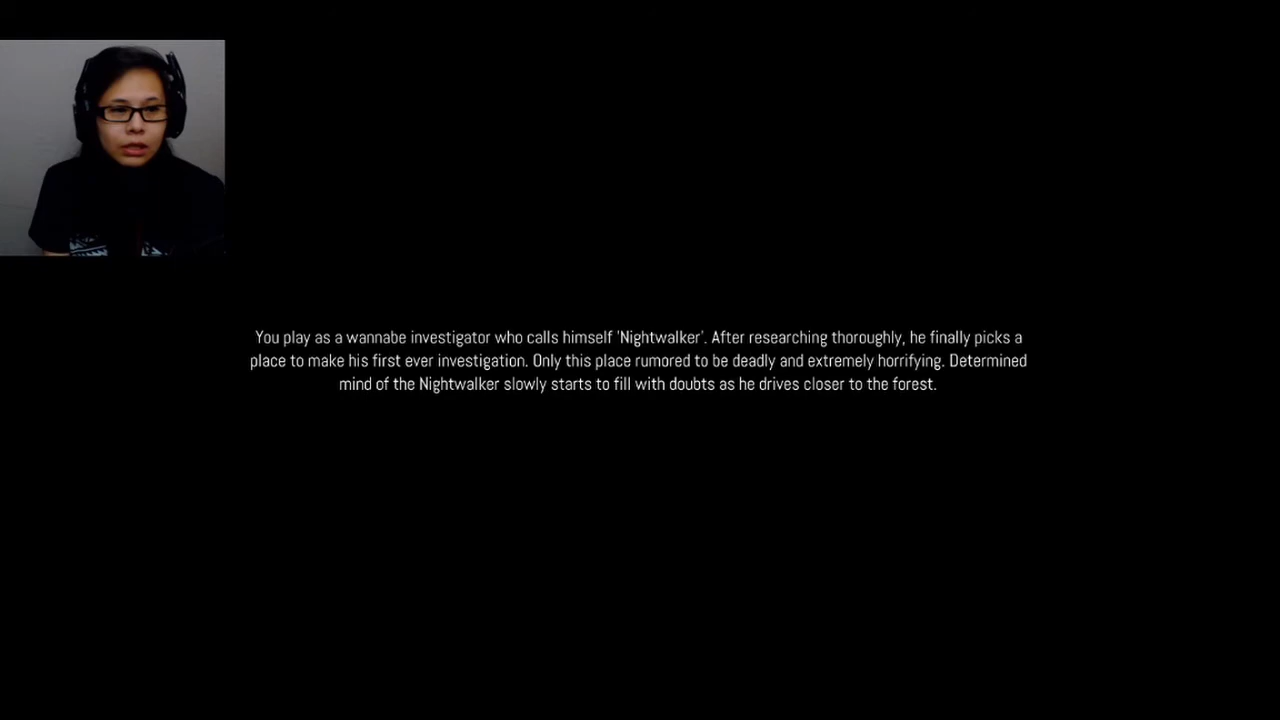 You play as a wannabe investigator who calls himself 'Nightwalker'. After researching thoroughly, he finally picks a
place to make his first ever investigation. Only this place rumored to be deadly and extremely horrifying. Determined
mind of the Nightwalker slowly starts to fill with doubts as he drives closer to the forest.